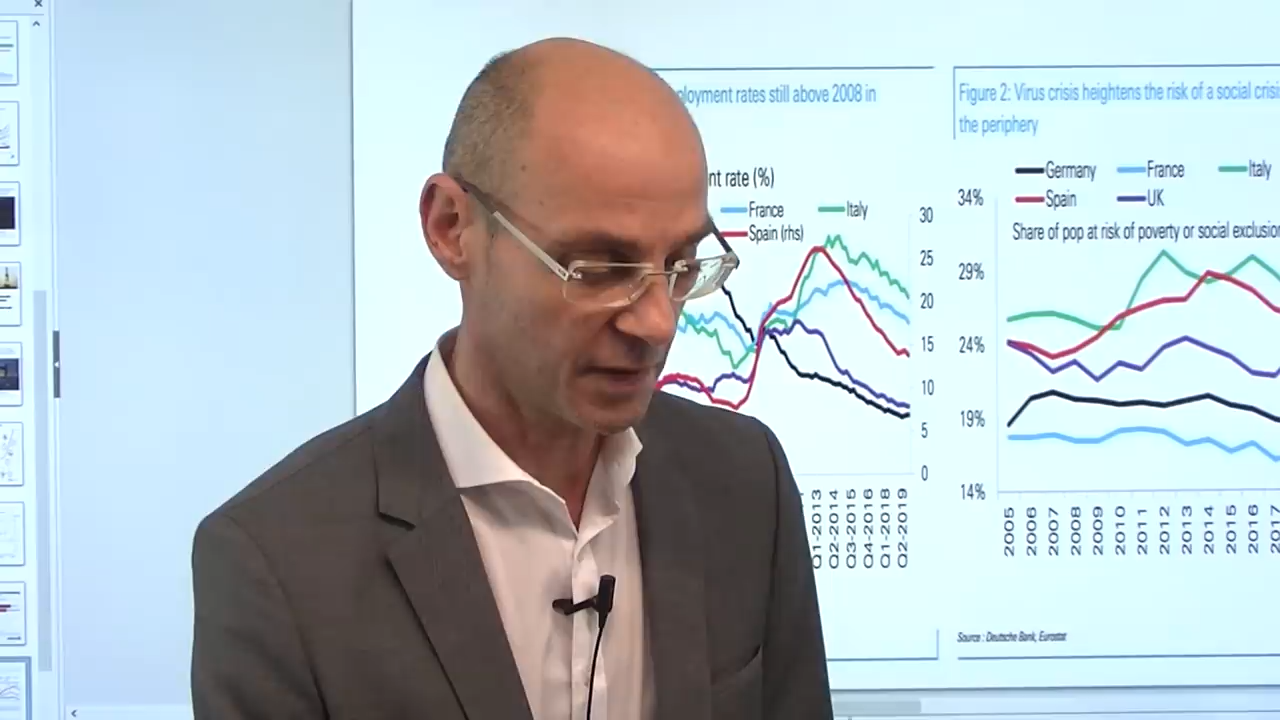 ployment rates still above 2008 in
nt rate (%)
France
Italy
Spain (rhs)
30
25
20
15
10
5
0
Q1-2013
Q2-2014
Q3-2015
Q4-2016
Q1-2018
Q2-2019
Figure 2: Virus crisis heightens the risk of a social crisi
the periphery
Germany
France
Italy
Spain
UK
Share of pop at risk of poverty or social exclusion
34%
29%
24%
19%
14%
2005
2006
2007
2008
2009
2010
2011
2012
2013
2014
2015
2016
2017
Source : Deutsche Bank, Eurostat